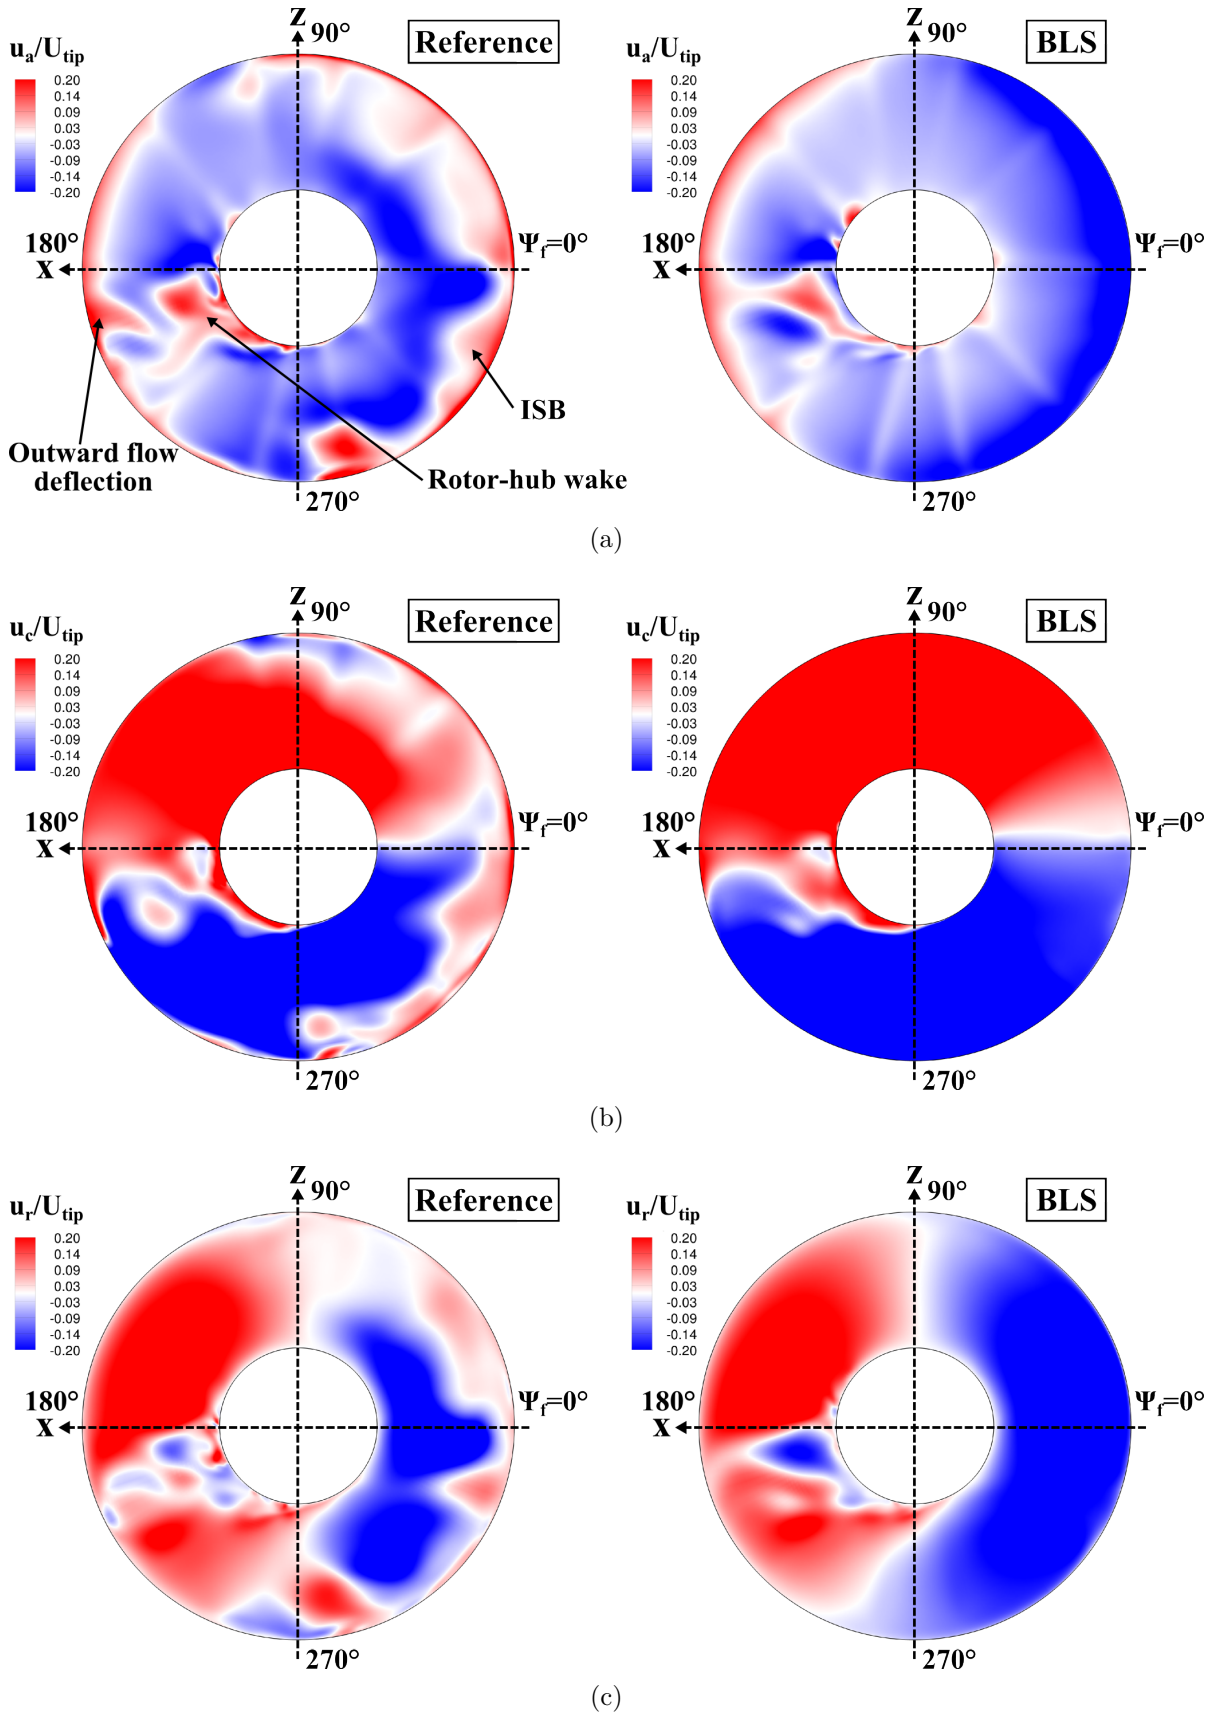 Z
90°
Reference
u_a/U_tip
0.20
0.14
0.09
0.03
-0.03
-0.09
-0.14
-0.20
180°
X
Ψ_f=0°
ISB
Outward flow
deflection
Rotor-hub wake
270°
Z
90°
BLS
u_a/U_tip
0.20
0.14
0.09
0.03
-0.03
-0.09
-0.14
-0.20
180°
X
Ψ_f=0°
270°
(a)
Z
90°
Reference
u_c/U_tip
0.20
0.14
0.09
0.03
-0.03
-0.09
-0.14
-0.20
180°
X
Ψ_f=0°
270°
Z
90°
BLS
u_c/U_tip
0.20
0.14
0.09
0.03
-0.03
-0.09
-0.14
-0.20
180°
X
Ψ_f=0°
270°
(b)
Z
90°
Reference
u_r/U_tip
0.20
0.14
0.09
0.03
-0.03
-0.09
-0.14
-0.20
180°
X
Ψ_f=0°
270°
Z
90°
BLS
u_r/U_tip
0.20
0.14
0.09
0.03
-0.03
-0.09
-0.14
-0.20
180°
X
Ψ_f=0°
270°
(c)